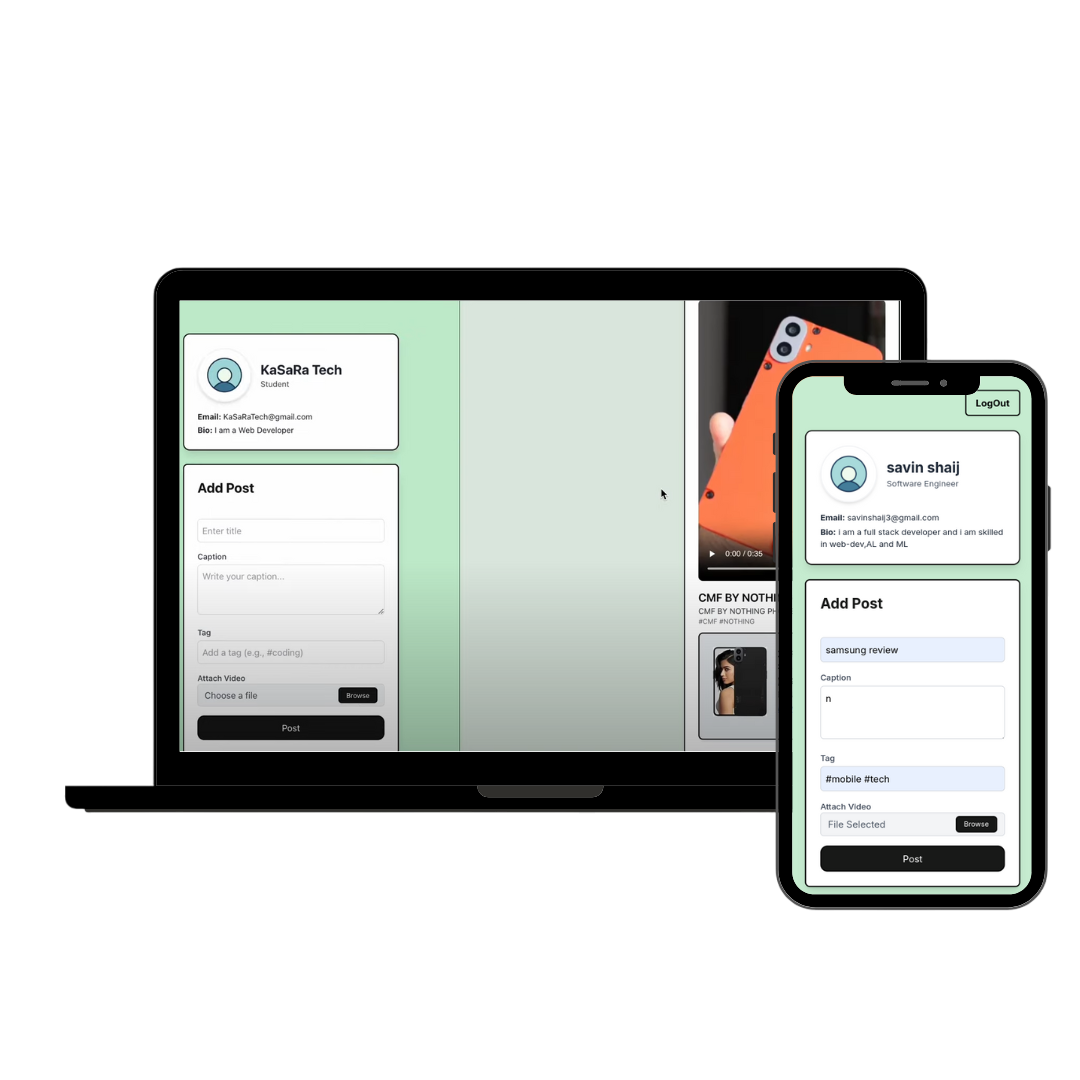 KaSaRa Tech
Student
Email: KaSaRaTech@gmail.com
Bio: I am a Web Developer
Add Post
Enter title
Caption
Write your caption...
Tag
Add a tag (e.g., #coding)
Attach Video
Choose a file
Browse
Post
0:00 / 0:35
CMF BY NOTHI
CMF BY NOTHING PH
#CMF #NOTHING
LogOut
savin shaij
Software Engineer
Email: savinshaij3@gmail.com
Bio: i am a full stack developer and i am skilled
in web-dev,AL and ML
Add Post
samsung review
Caption
n
Tag
#mobile #tech
Attach Video
File Selected
Browse
Post